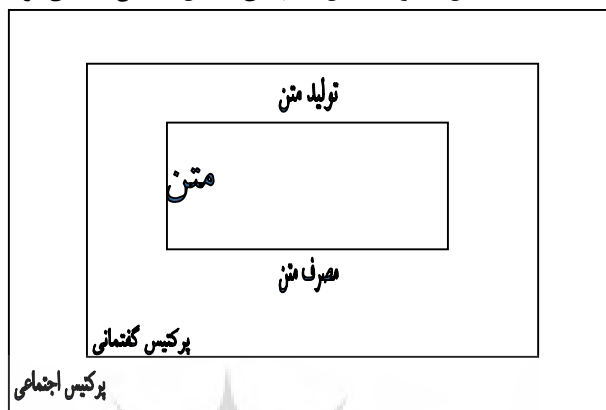 تولید متن
متن
مصرف متن
پرکتیس گفتمانی
پرکتیس اجتماعی